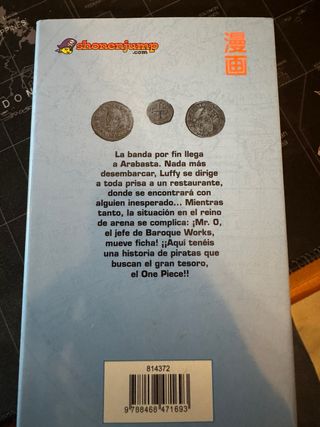 shonenjump
.com
漫
画
La banda por fin llega
a Arabasta. Nada más
desembarcar, Luffy se dirige
a toda prisa a un restaurante,
donde se encontrará con
alguien inesperado... Mientras
tanto, la situación en el reino
de arena se complica: ¡Mr. 0,
el jefe de Baroque Works,
mueve ficha! ¡¡Aquí tenéis
una historia de piratas que
buscan el gran tesoro,
el One Piece!!
814372
9 788468 471693